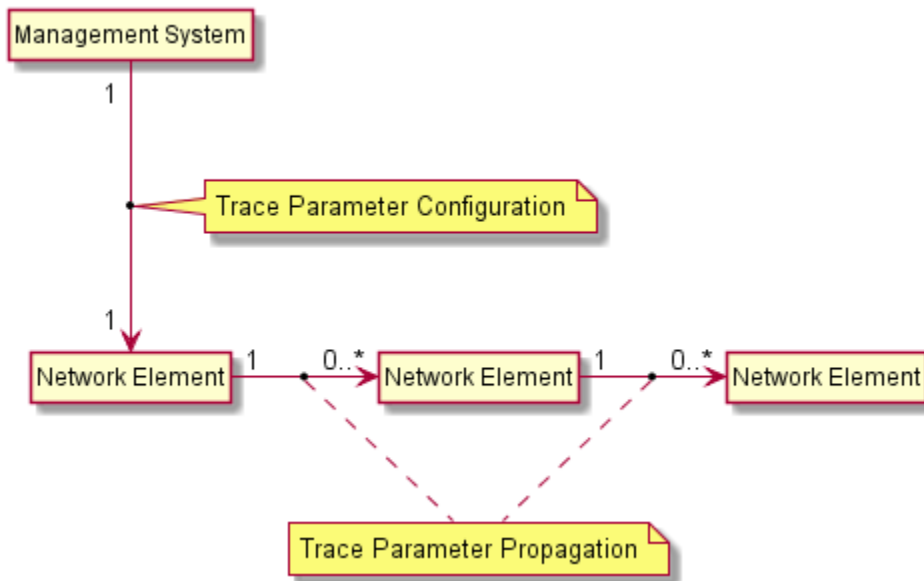 Management System
1
Trace Parameter Configuration
1
Network Element 1 0..* Network Element 1 0..* Network Element
Trace Parameter Propagation